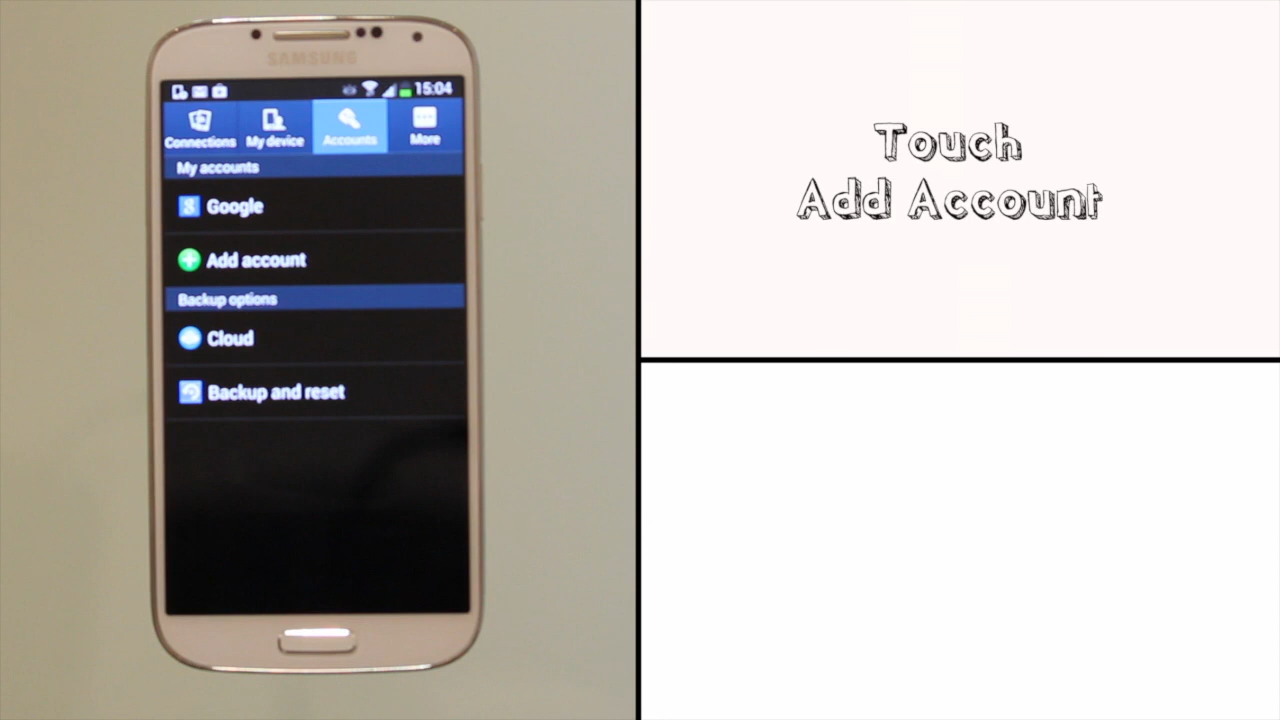 SAMSUNG
15:04
Connections
My device
Accounts
More
My accounts
Google
Add account
Backup options
Cloud
Backup and reset
Touch
Add Account